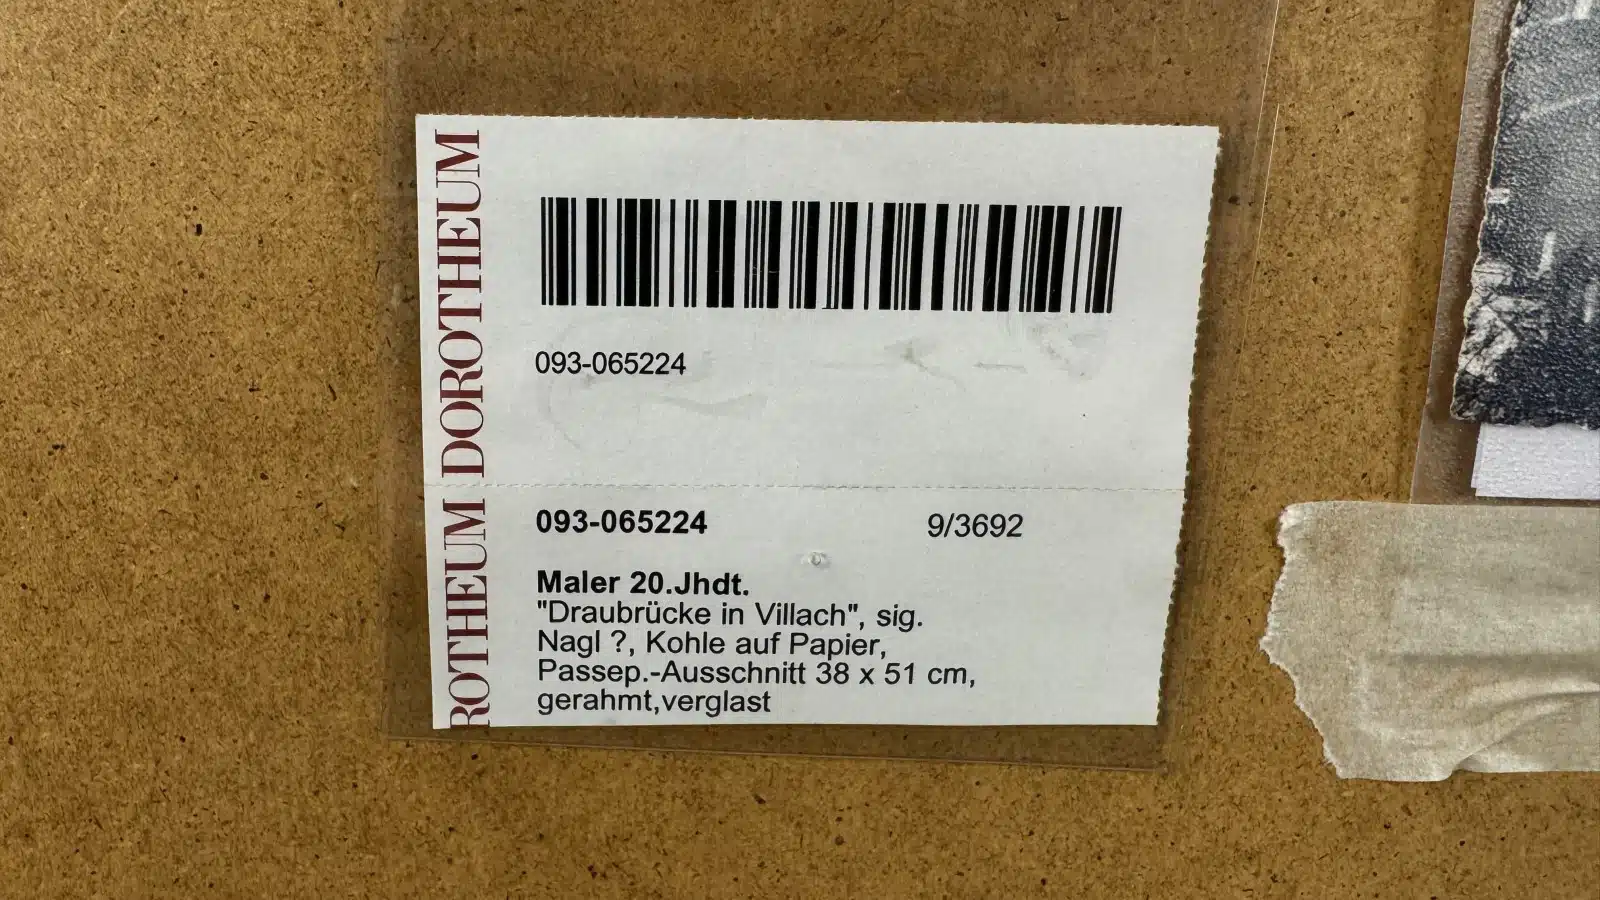 ROTHEUM DOROTHEUM
093-065224
093-065224 9/3692
Maler 20.Jhdt.
"Draubrücke in Villach", sig.
Nagl ?, Kohle auf Papier,
Passep.-Ausschnitt 38 x 51 cm,
gerahmt,verglast